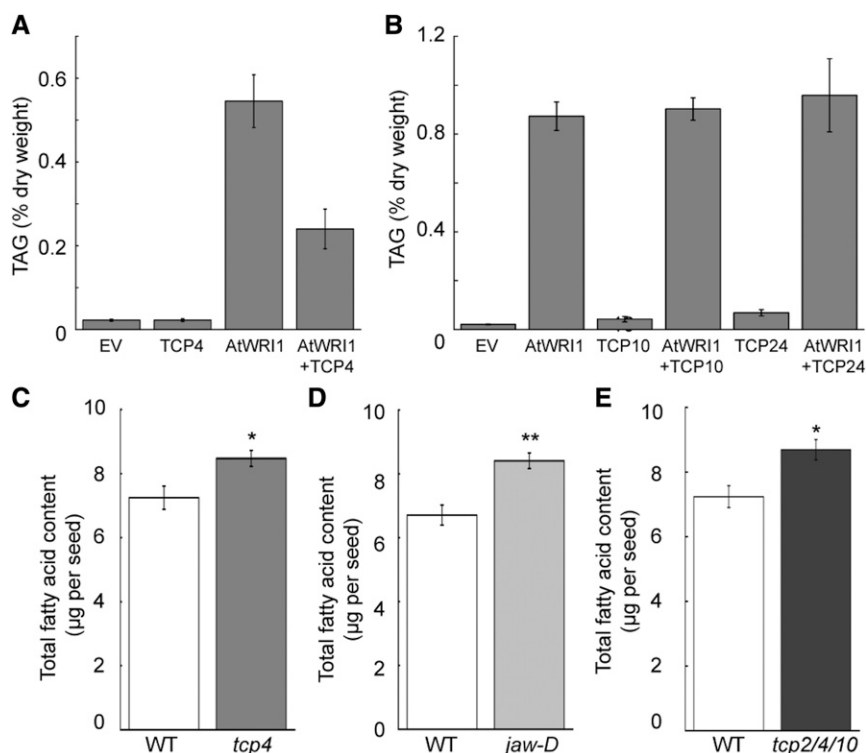 A
TAG (% dry weight)
0.6
0.4
0.2
0
EV
TCP4
AtWRI1
AtWRI1
+TCP4
B
TAG (% dry weight)
1.2
0.8
0.4
0
EV
AtWRI1
TCP10
AtWRI1
+TCP10
TCP24
AtWRI1
+TCP24
C
Total fatty acid content
(µg per seed)
10
8
6
4
2
0
*
WT
tcp4
D
Total fatty acid content
(µg per seed)
10
8
6
4
2
0
**
WT
jaw-D
E
Total fatty acid content
(µg per seed)
10
8
6
4
2
0
*
WT
tcp2/4/10